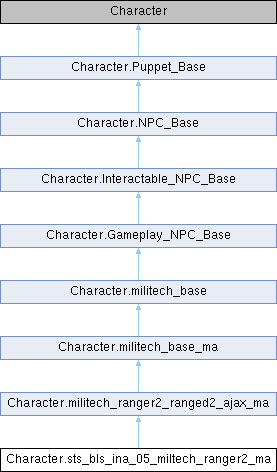 Character
Character.Puppet_Base
Character.NPC_Base
Character.Interactable_NPC_Base
Character.Gameplay_NPC_Base
Character.militech_base
Character.militech_base_ma
Character.militech_ranger2_ranged2_ajax_ma
Character.sts_bls_ina_05_miltech_ranger2_ma